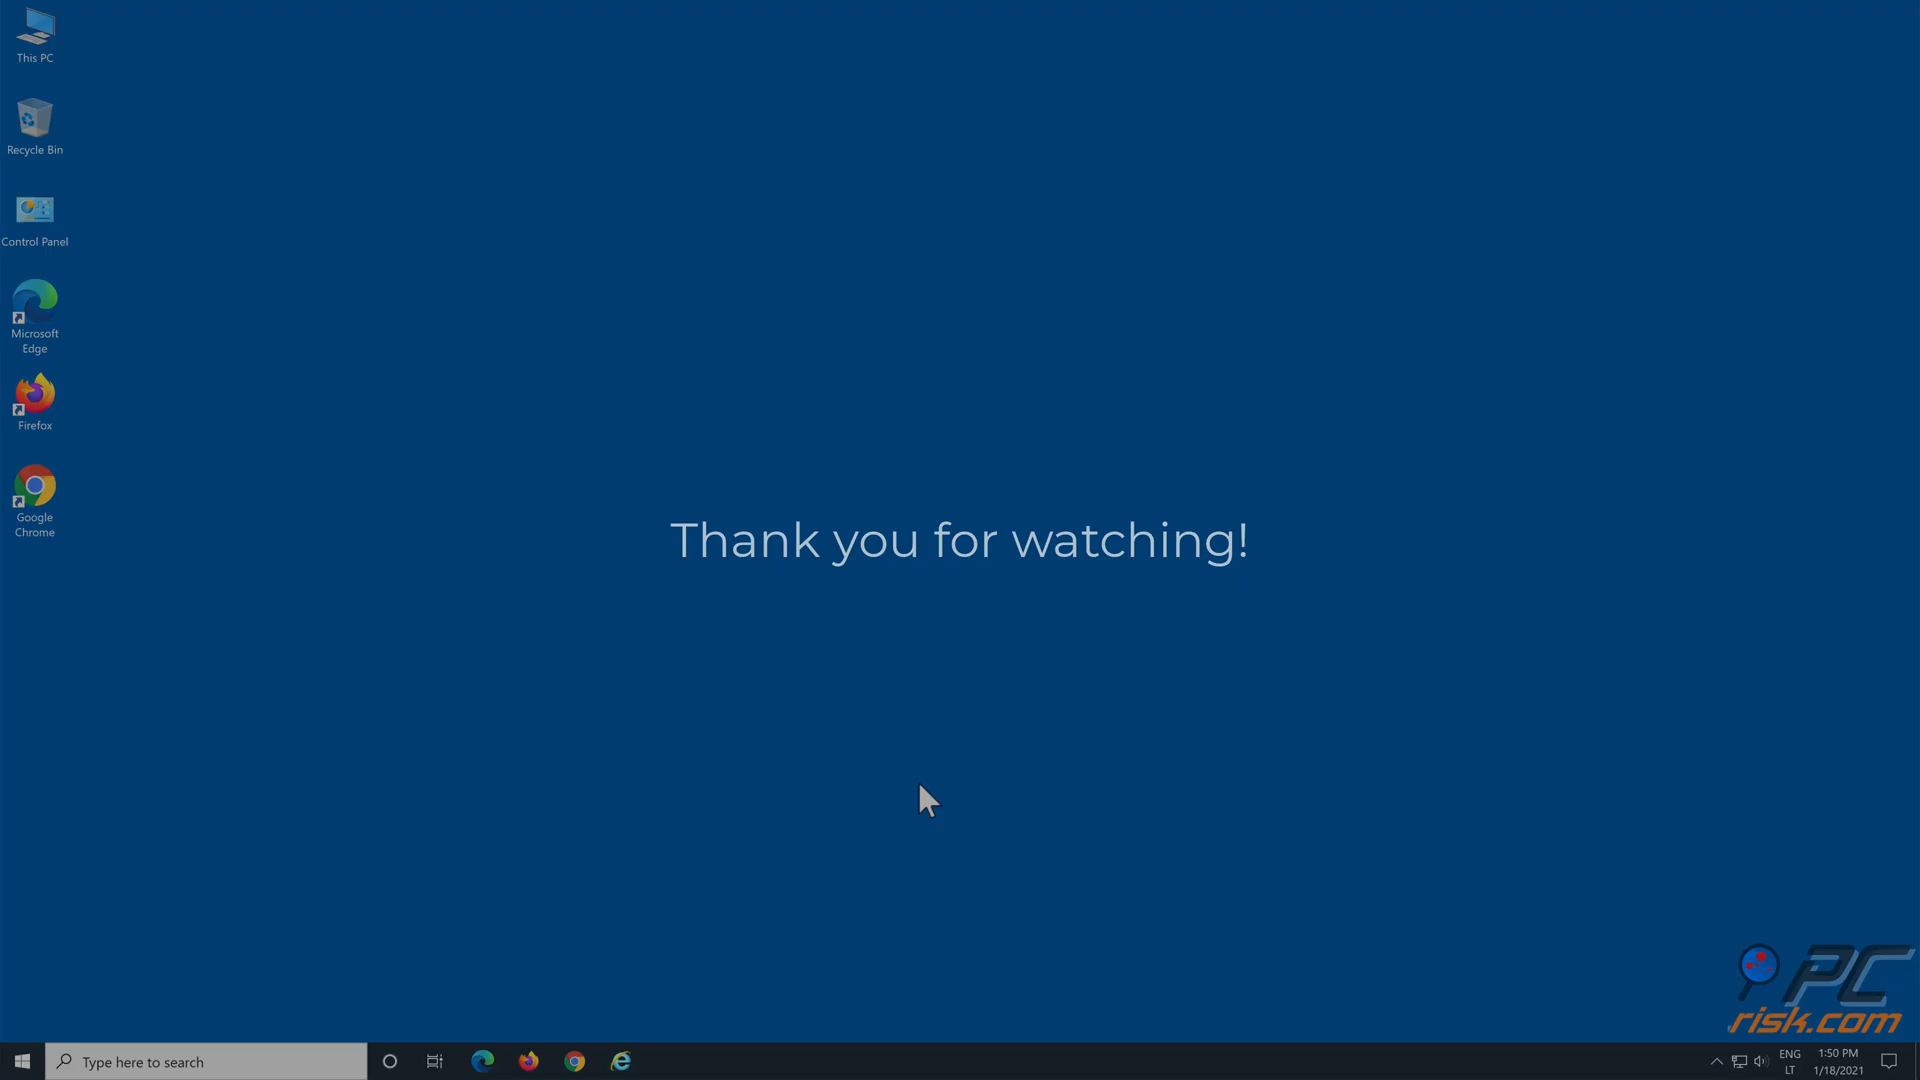 This PC
Recycle Bin
Control Panel
Microsoft
Edge
Firefox
Google
Chrome
Thank you for watching!
PC
risk.com
Type here to search
ENG
LT
1:50 PM
1/18/2021